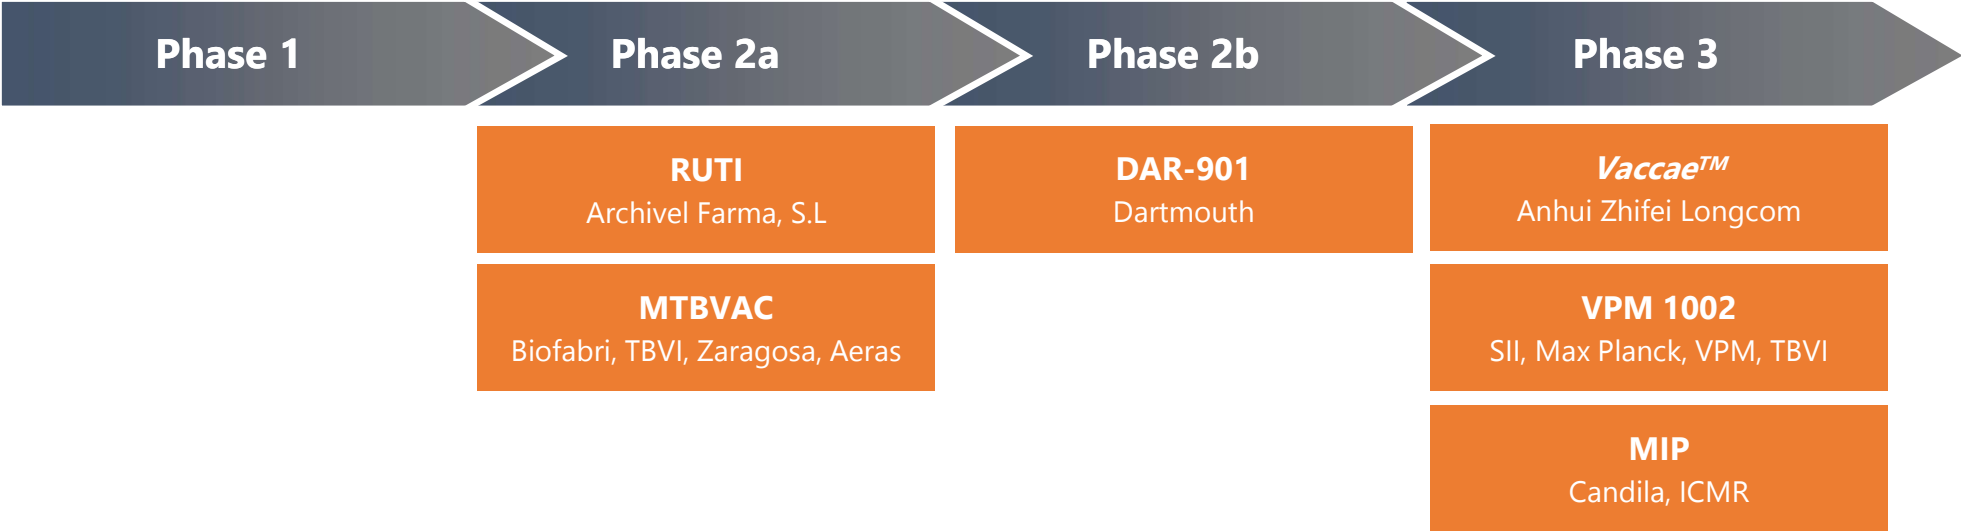 Phase 1
Phase 2a
Phase 2b
Phase 3
RUTI
Archivel Farma, S.L
MTBVAC
Biofabri, TBVI, Zaragosa, Aeras
DAR-901
Dartmouth
Vaccae™
Anhui Zhifei Longcom
VPM 1002
SII, Max Planck, VPM, TBVI
MIP
Candila, ICMR